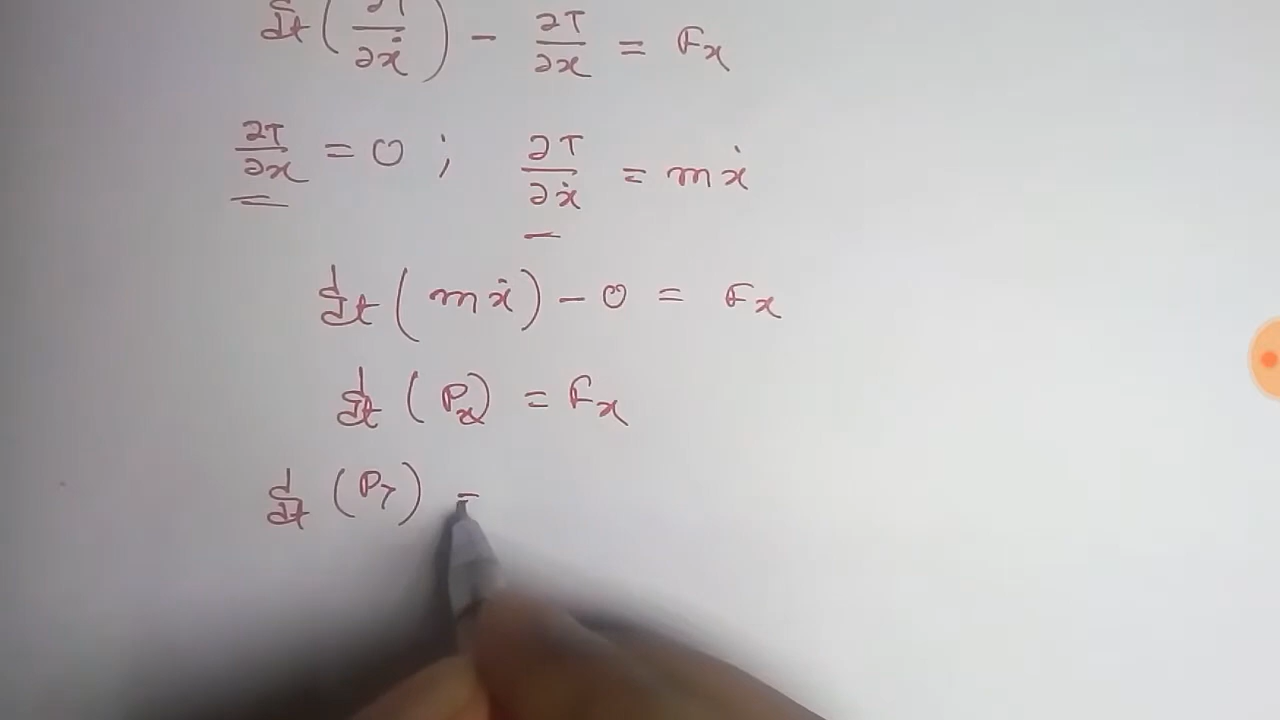 d/dt (∂T/∂ẋ) − ∂T/∂x = Fx
∂T/∂x = 0 ; ∂T/∂ẋ = mẋ
d/dt (mẋ) − 0 = Fx
d/dt (Px) = Fx
d/dt (Py) =